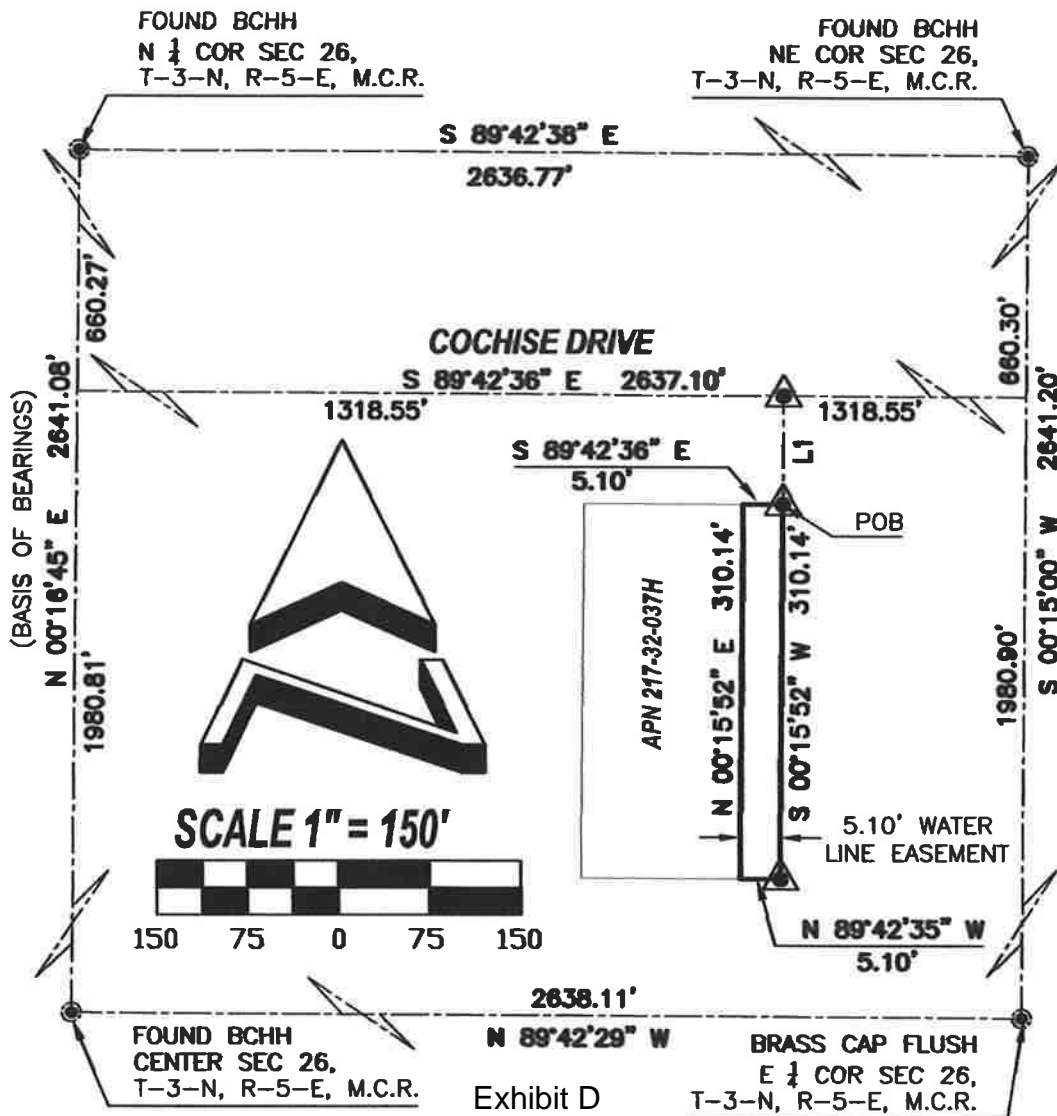 FOUND BCHH
N ¼ COR SEC 26,
T-3-N, R-5-E, M.C.R.
FOUND BCHH
NE COR SEC 26,
T-3-N, R-5-E, M.C.R.
S 89°42'38" E
2636.77'
660.27'
660.30'
COCHISE DRIVE
S 89°42'36" E 2637.10'
1318.55'
1318.55'
(BASIS OF BEARINGS)
N 00°16'45" E 2641.08'
1980.81'
S 00°15'00" W 2641.20'
1980.90'
L1
S 89°42'36" E
5.10'
POB
APN 217-32-037H
N 00°15'52" E 310.14'
S 00°15'52" W 310.14'
5.10' WATER
LINE EASEMENT
SCALE 1" = 150'
150 75 0 75 150
N 89°42'35" W
5.10'
2638.11'
N 89°42'29" W
FOUND BCHH
CENTER SEC 26,
T-3-N, R-5-E, M.C.R.
BRASS CAP FLUSH
E ¼ COR SEC 26,
T-3-N, R-5-E, M.C.R.
Exhibit D